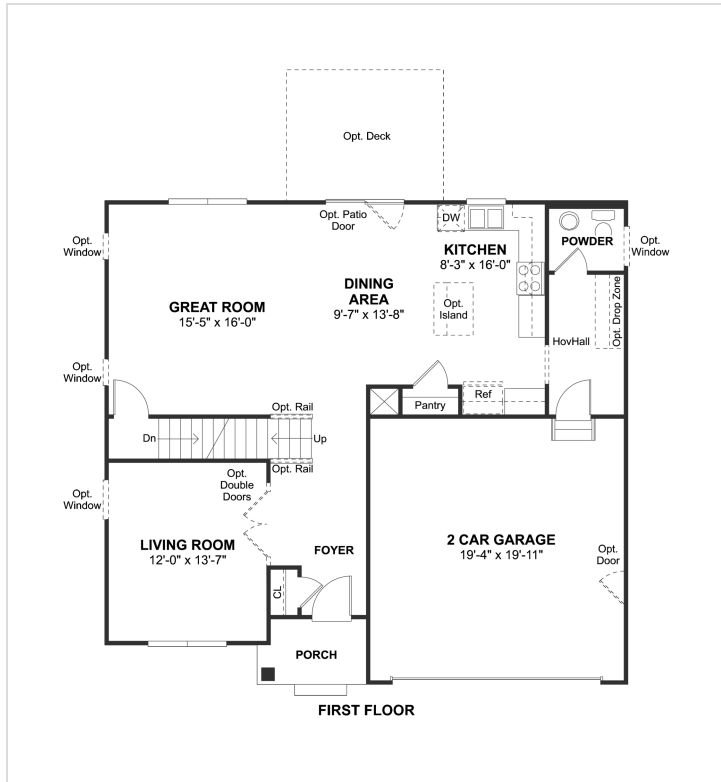 Opt. Deck
Opt. Patio
Door
DW
KITCHEN
8'-3" x 16'-0"
POWDER
Opt.
Window
Opt.
Window
GREAT ROOM
15'-5" x 16'-0"
DINING
AREA
9'-7" x 13'-8"
Opt.
Island
Opt. Drop Zone
HovHall
Opt.
Window
Opt. Rail
Pantry
Ref
Dn
Up
Opt. Rail
Opt.
Double
Doors
Opt.
Window
LIVING ROOM
12'-0" x 13'-7"
FOYER
2 CAR GARAGE
19'-4" x 19'-11"
Opt.
Door
CL
PORCH
FIRST FLOOR